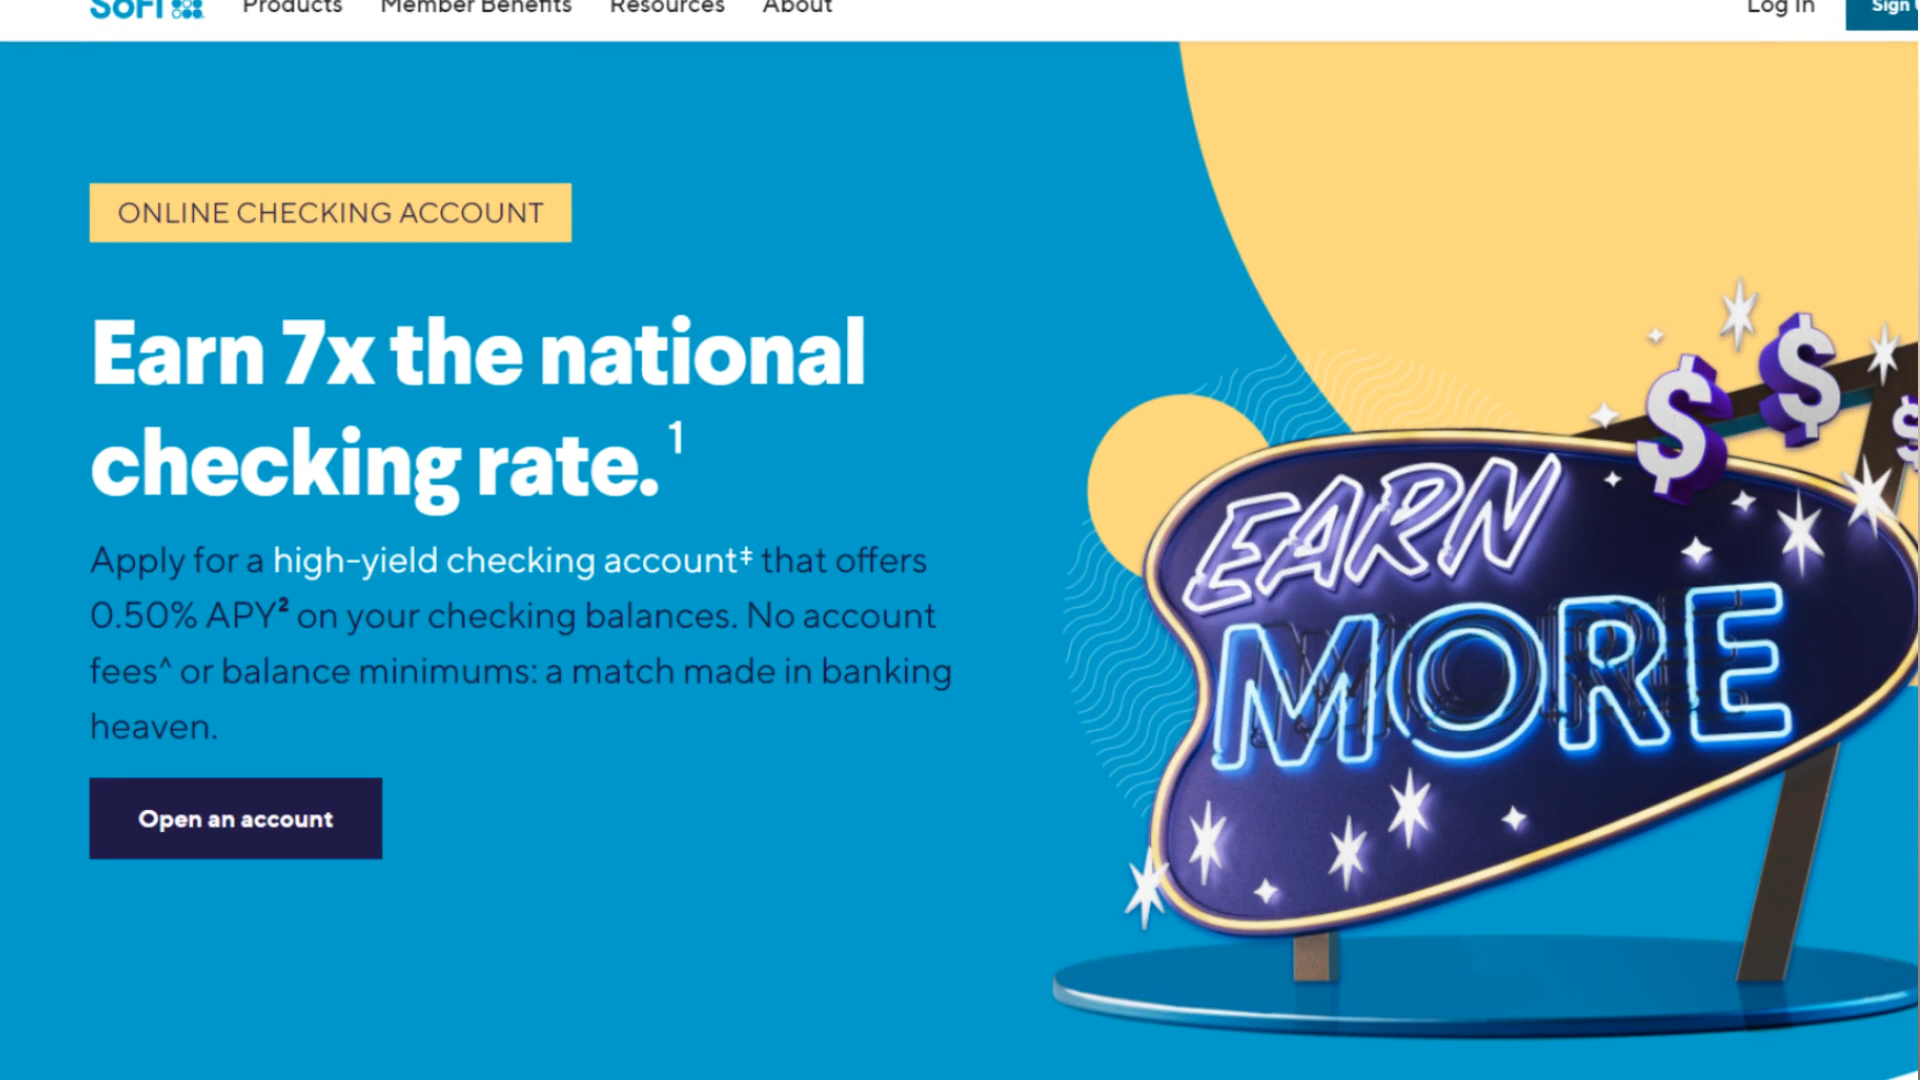 SoFi Products Member Benefits Resources About Log In Sign
ONLINE CHECKING ACCOUNT
Earn 7x the national
checking rate. 1
Apply for a high-yield checking account‡ that offers
0.50% APY² on your checking balances. No account
fees^ or balance minimums: a match made in banking
heaven.
Open an account
$ $ $
EARN
MORE